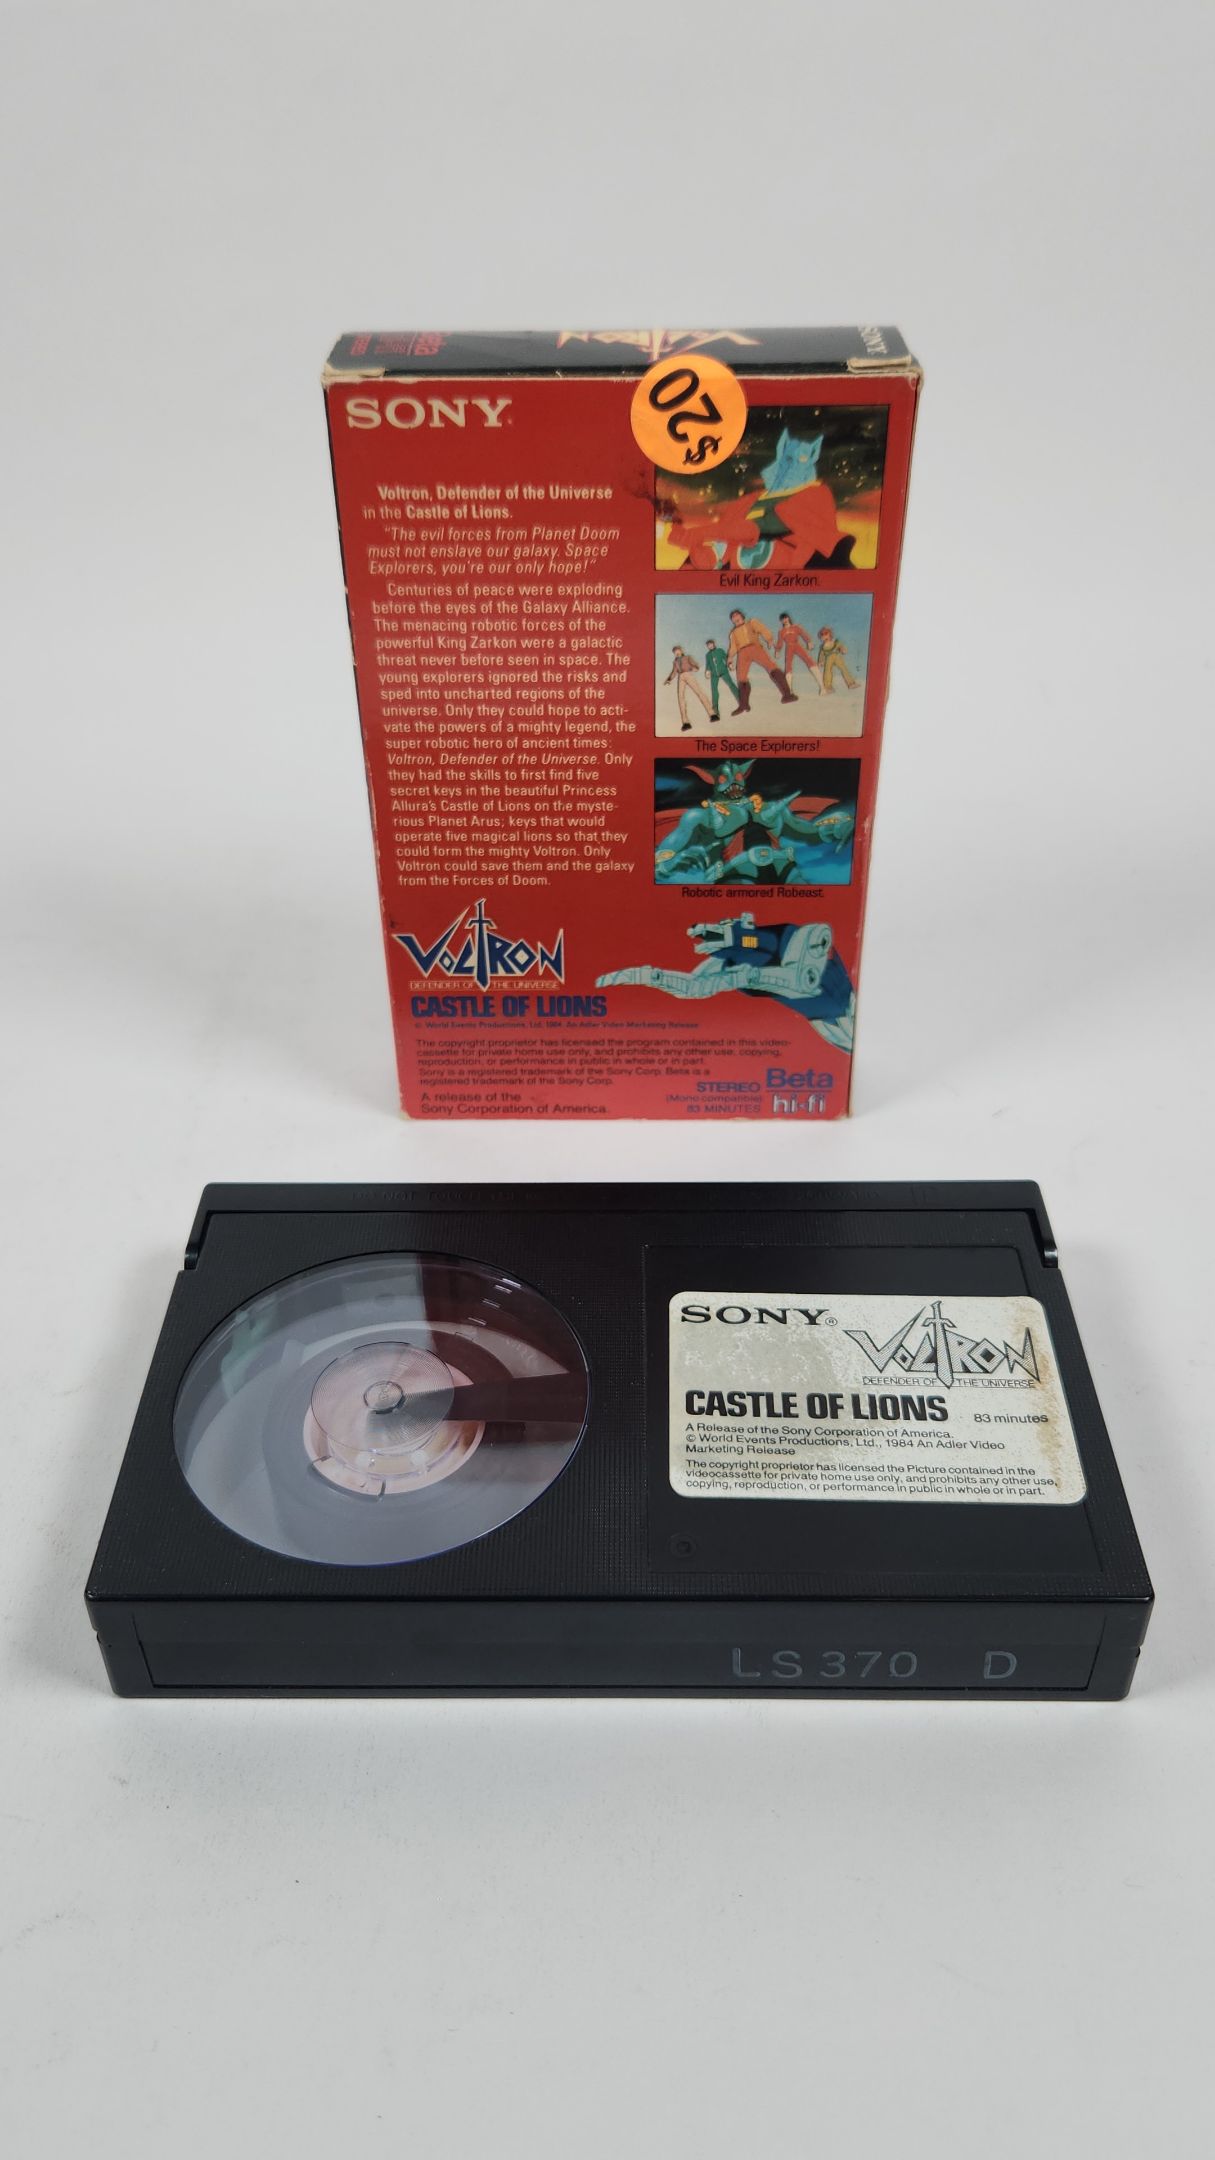 VOLTRON
SONY
SONY.
$20
Voltron, Defender of the Universe
in the Castle of Lions.
"The evil forces from Planet Doom
must not enslave our galaxy. Space
Explorers, you're our only hope!"
Centuries of peace were exploding
before the eyes of the Galaxy Alliance.
The menacing robotic forces of the
powerful King Zarkon were a galactic
threat never before seen in space. The
young explorers ignored the risks and
sped into uncharted regions of the
universe. Only they could hope to acti-
vate the powers of a mighty legend, the
super robotic hero of ancient times:
Voltron, Defender of the Universe. Only
they had the skills to first find five
secret keys in the beautiful Princess
Allura's Castle of Lions on the myste-
rious Planet Arus; keys that would
operate five magical lions so that they
could form the mighty Voltron. Only
Voltron could save them and the galaxy
from the Forces of Doom.
Evil King Zarkon.
The Space Explorers!
Robotic armored Robeast.
VOLTRON
DEFENDER OF THE UNIVERSE
CASTLE OF LIONS
© World Events Productions, Ltd. 1984 An Adler Video Marketing Release
The copyright proprietor has licensed the program contained in this video-
cassette for private home use only, and prohibits any other use, copying,
reproduction, or performance in public in whole or in part.
Sony is a registered trademark of the Sony Corp. Beta is a
registered trademark of the Sony Corp.
A release of the
Sony Corporation of America.
STEREO
(Mono compatible)
83 MINUTES
Beta
hi-fi
SONY®
VOLTRON
DEFENDER OF THE UNIVERSE
CASTLE OF LIONS 83 minutes
A Release of the Sony Corporation of America.
© World Events Productions, Ltd., 1984 An Adler Video
Marketing Release
The copyright proprietor has licensed the Picture contained in the
videocassette for private home use only, and prohibits any other use,
copying, reproduction, or performance in public in whole or in part.
LS370 D